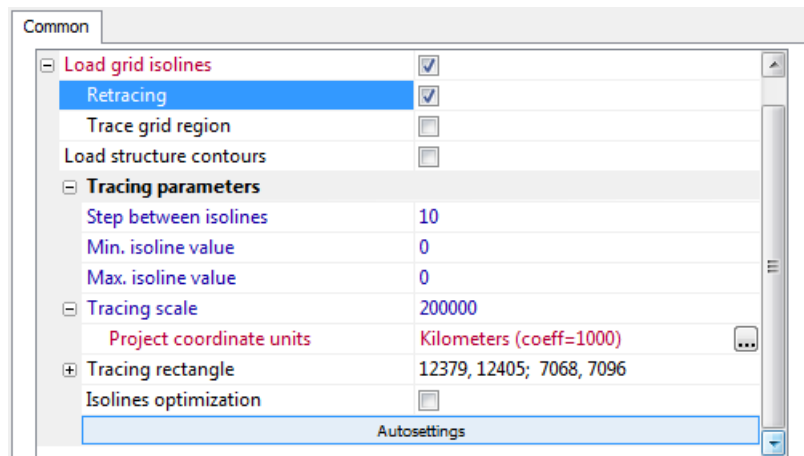 Common
Load grid isolines
Retracing
Trace grid region
Load structure contours
Tracing parameters
Step between isolines 10
Min. isoline value 0
Max. isoline value 0
Tracing scale 200000
Project coordinate units Kilometers (coeff=1000) ...
Tracing rectangle 12379, 12405; 7068, 7096
Isolines optimization
Autosettings